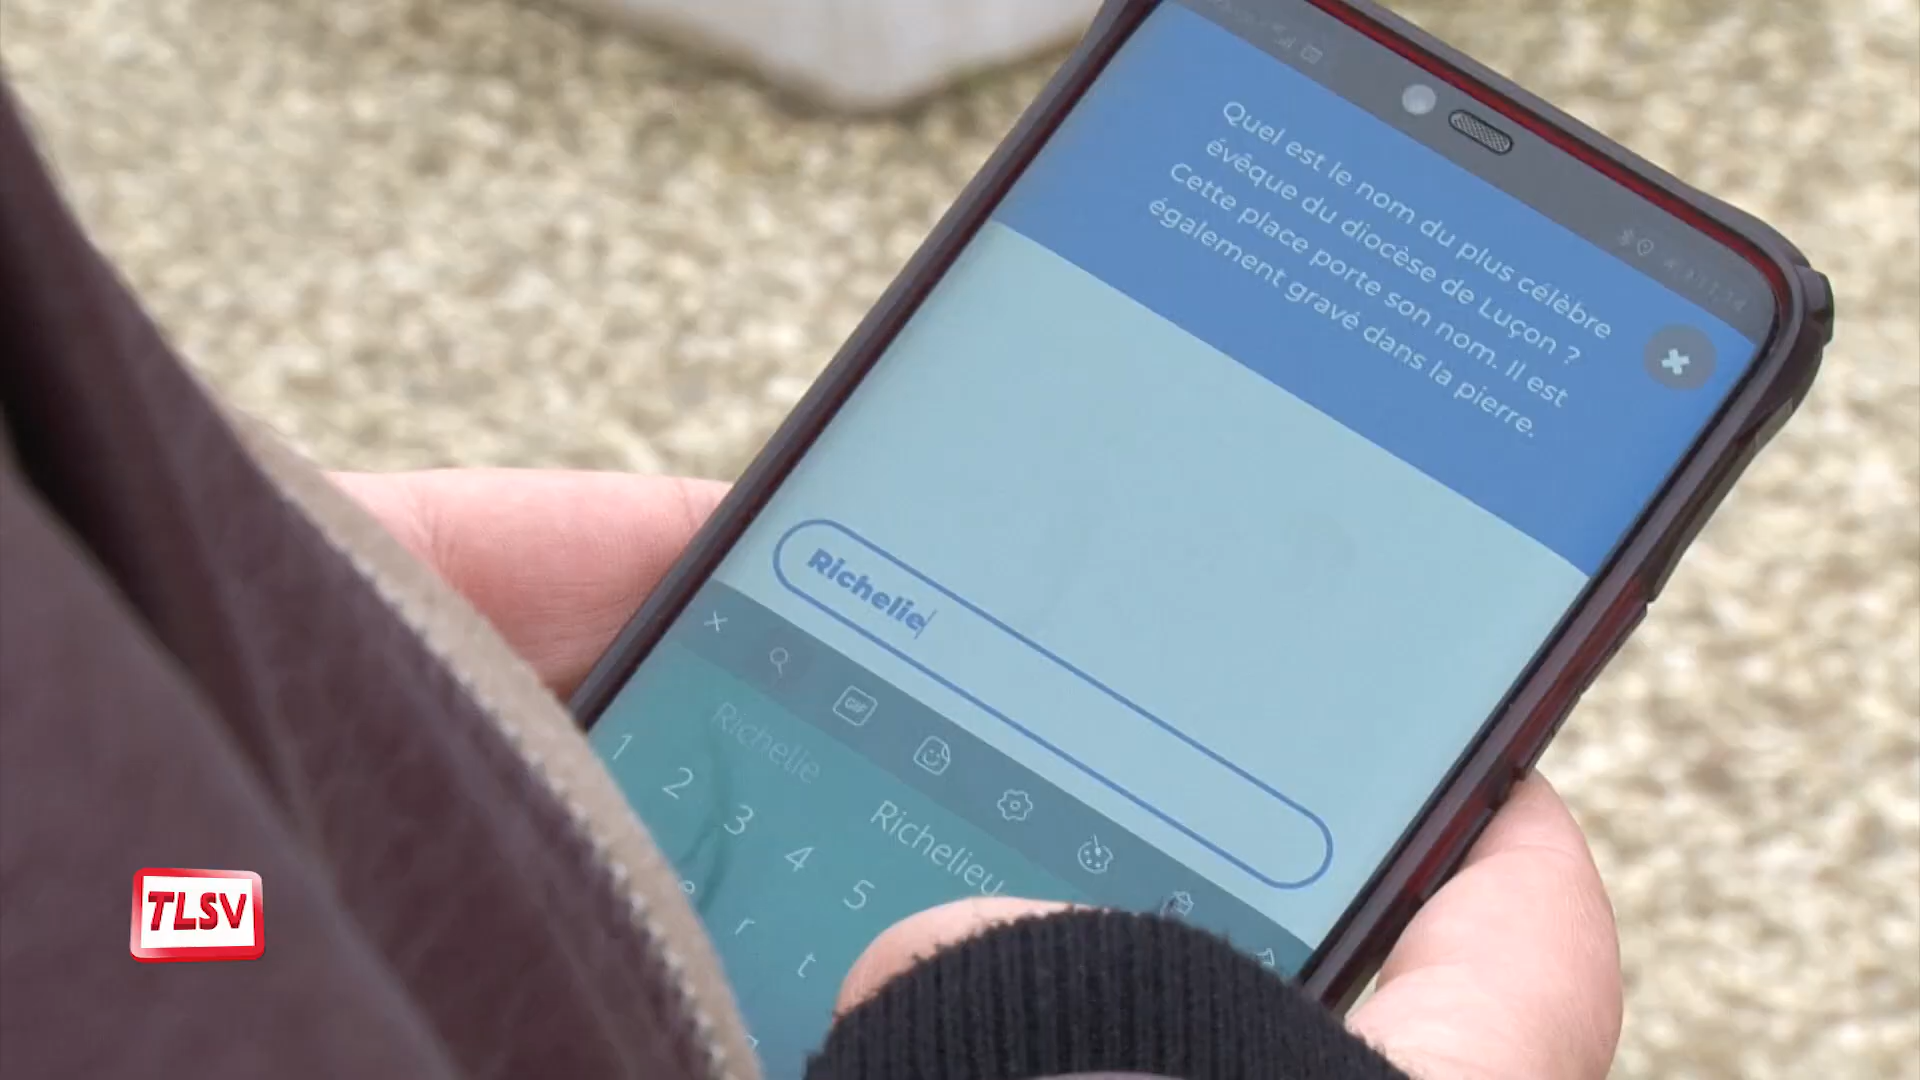 Quel est le nom du plus célèbre
évêque du diocèse de Luçon ?
Cette place porte son nom. Il est
également gravé dans la pierre.
Richelie
GIF
Richelie
Richelieu
1 2 3 4 5
e r t
TLSV